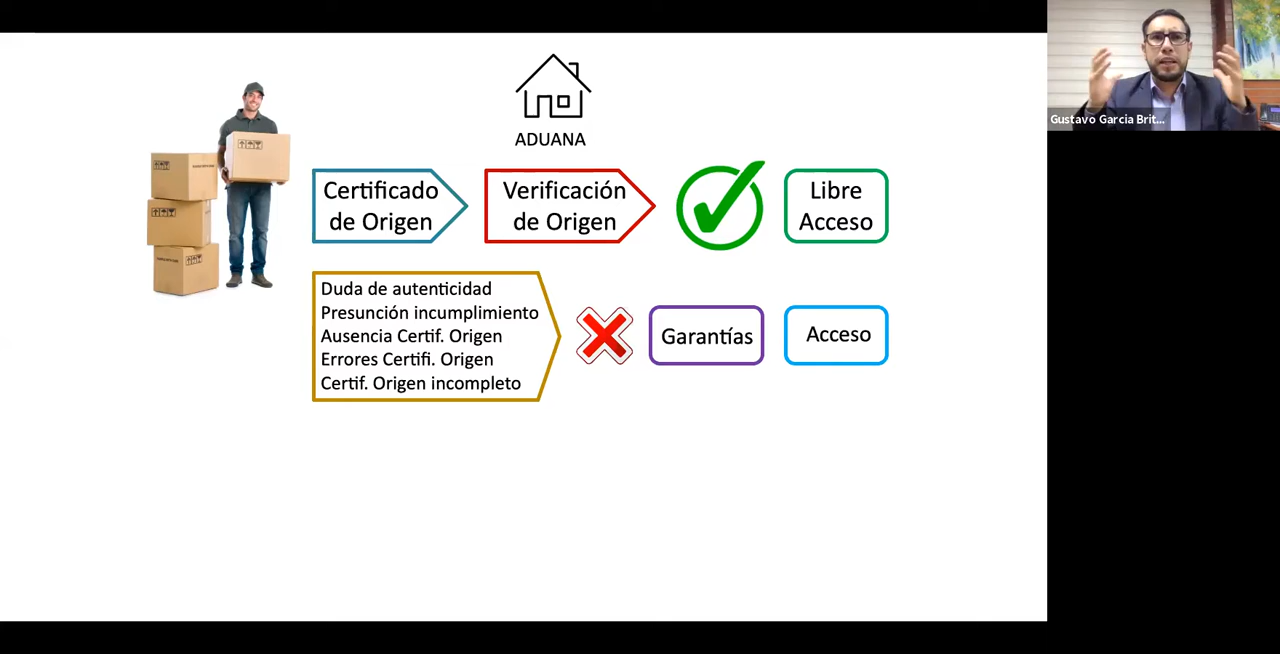 Gustavo Garcia Brit...
ADUANA
Certificado
de Origen
Verificación
de Origen
Libre
Acceso
Duda de autenticidad
Presunción incumplimiento
Ausencia Certif. Origen
Errores Certifi. Origen
Certif. Origen incompleto
Garantías
Acceso